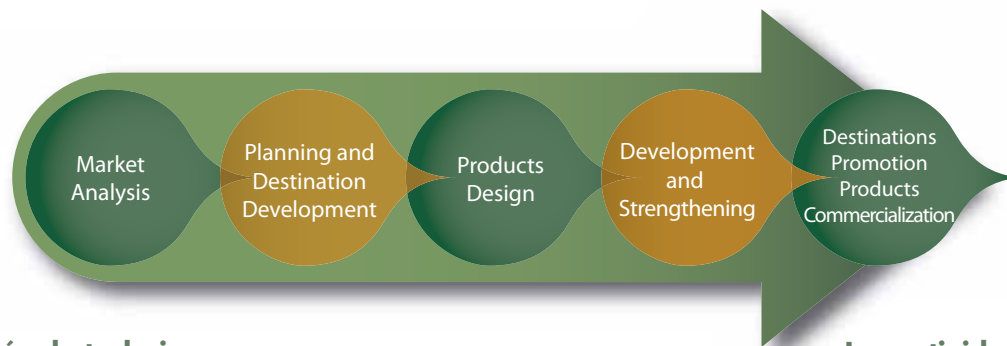 Market
Analysis
Planning and
Destination
Development
Products
Design
Development
and
Strengthening
Destinations
Promotion
Products
Commercialization